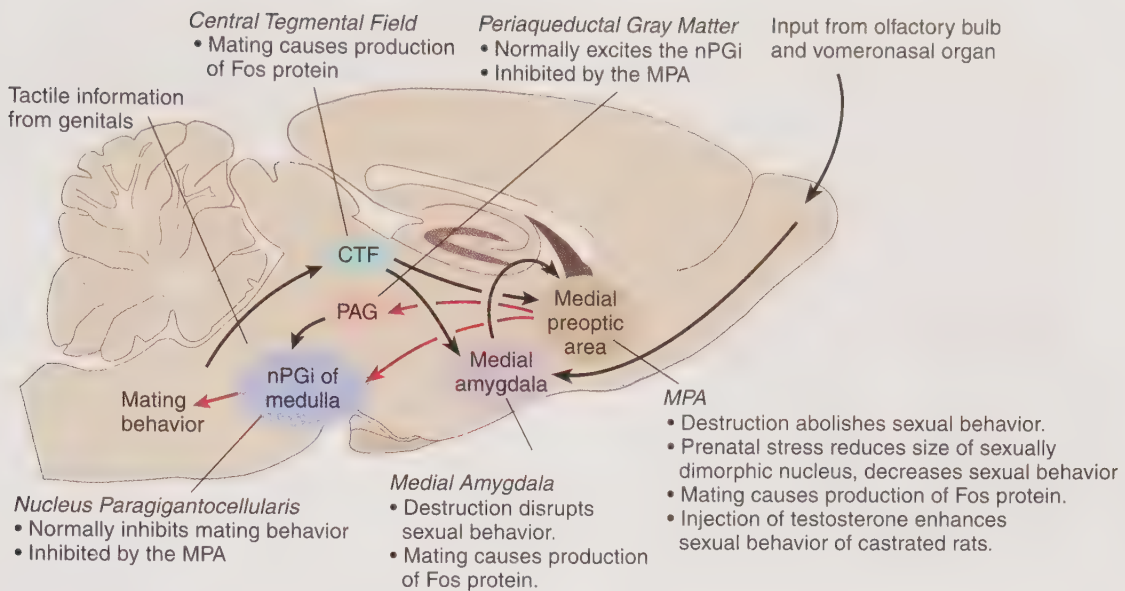 Central Tegmental Field
• Mating causes production
of Fos protein
Periaqueductal Gray Matter
• Normally excites the nPGi
• Inhibited by the MPA
Input from olfactory bulb
and vomeronasal organ
Tactile information
from genitals
CTF
PAG
Medial
preoptic
area
Medial
amygdala
nPGi of
medulla
Mating
behavior
Nucleus Paragigantocellularis
• Normally inhibits mating behavior
• Inhibited by the MPA
Medial Amygdala
• Destruction disrupts
sexual behavior.
• Mating causes production
of Fos protein.
MPA
• Destruction abolishes sexual behavior.
• Prenatal stress reduces size of sexually
dimorphic nucleus, decreases sexual behavior
• Mating causes production of Fos protein.
• Injection of testosterone enhances
sexual behavior of castrated rats.